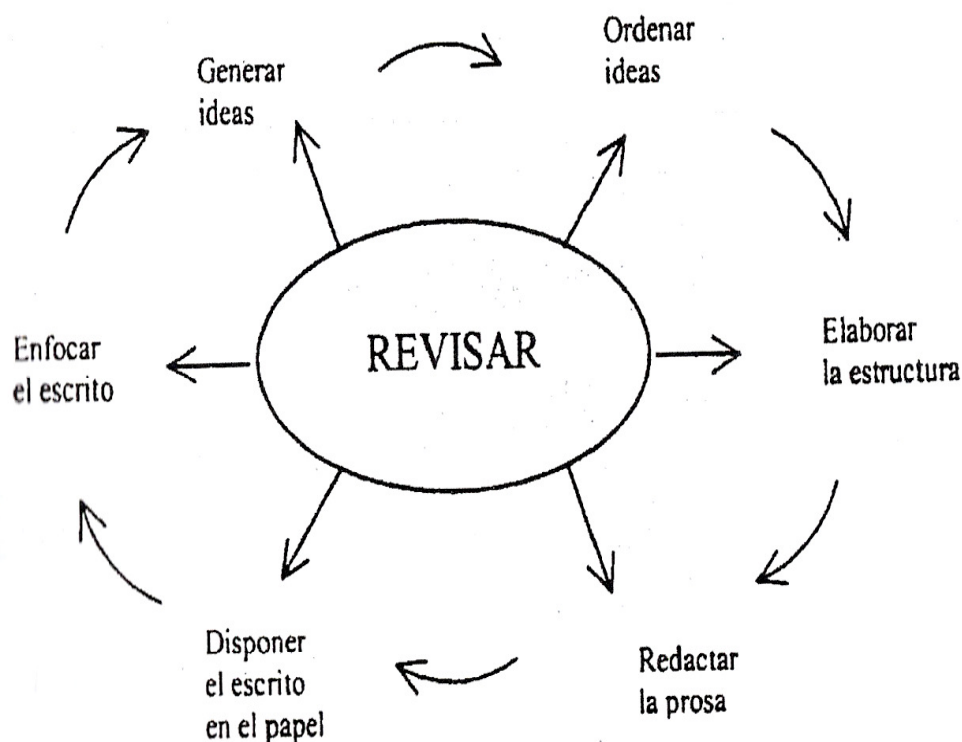 Generar
ideas
Ordenar
ideas
Elaborar
la estructura
Redactar
la prosa
Disponer
el escrito
en el papel
Enfocar
el escrito
REVISAR